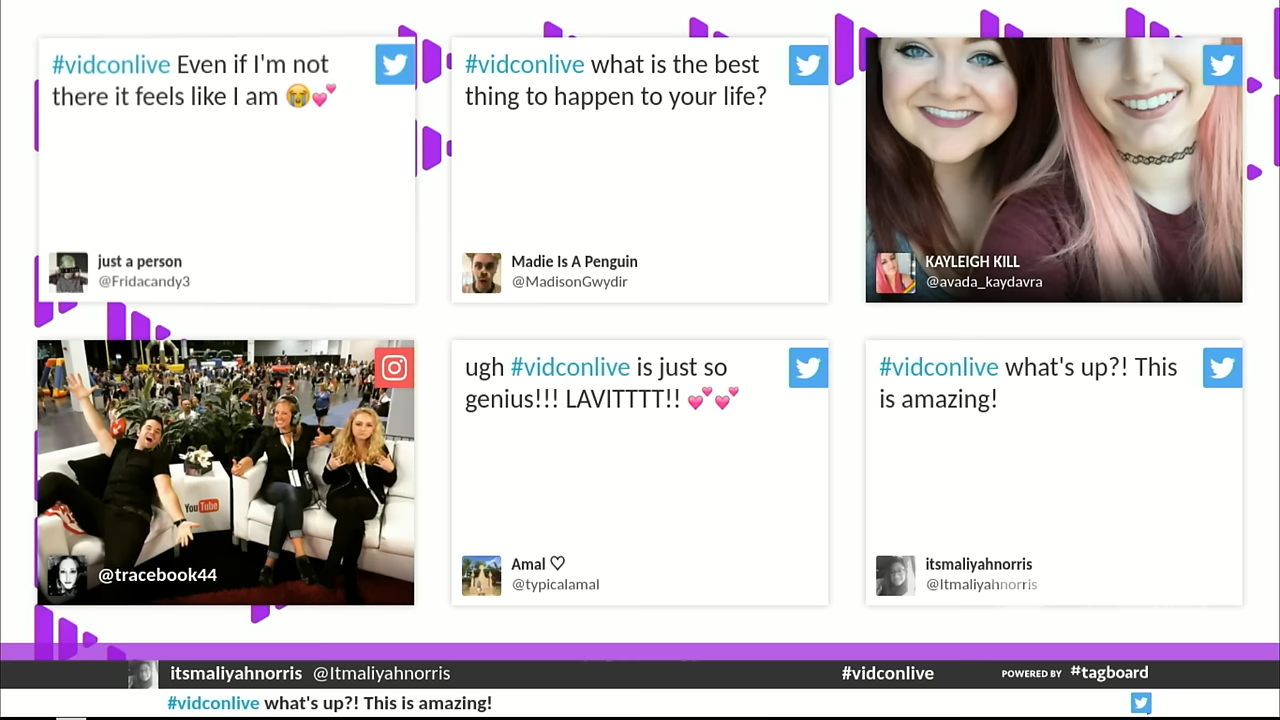 #vidconlive Even if I'm not
there it feels like I am 😭💕
just a person
@Fridacandy3
#vidconlive what is the best
thing to happen to your life?
Madie Is A Penguin
@MadisonGwydir
KAYLEIGH KILL
@avada_kaydavra
You Tube
@tracebook44
ugh #vidconlive is just so
genius!!! LAVITTTT!! 💕💕
Amal ♡
@typicalamal
#vidconlive what's up?! This
is amazing!
itsmaliyahnorris
@Itmaliyahnorris
itsmaliyahnorris @Itmaliyahnorris #vidconlive POWERED BY #tagboard
#vidconlive what's up?! This is amazing!